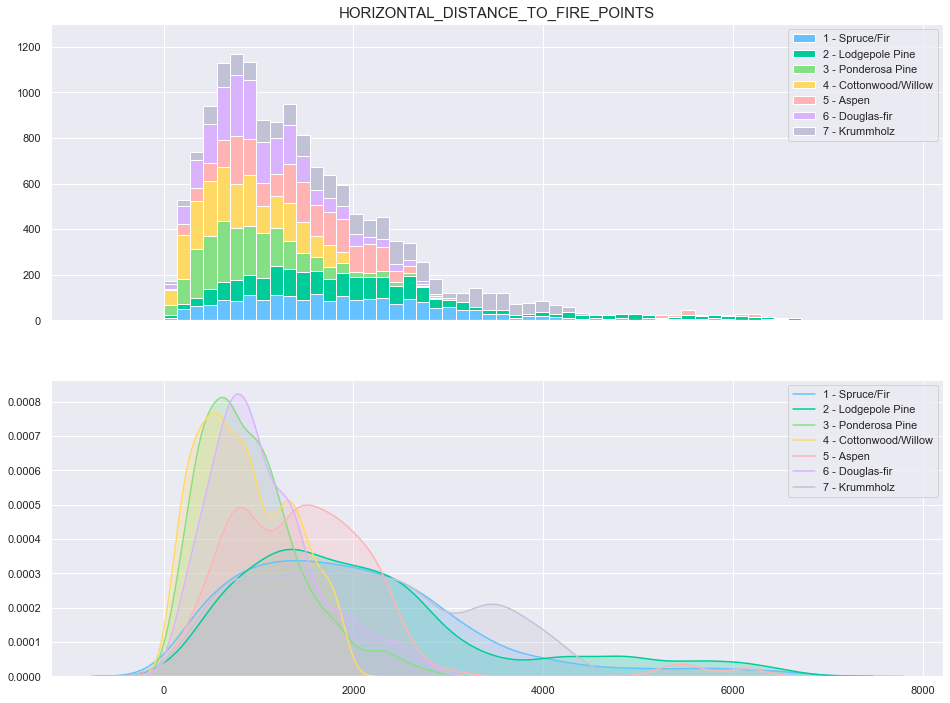 HORIZONTAL_DISTANCE_TO_FIRE_POINTS
1200
1000
800
600
400
200
0
1 - Spruce/Fir
2 - Lodgepole Pine
3 - Ponderosa Pine
4 - Cottonwood/Willow
5 - Aspen
6 - Douglas-fir
7 - Krummholz
0.0008
0.0007
0.0006
0.0005
0.0004
0.0003
0.0002
0.0001
0.0000
1 - Spruce/Fir
2 - Lodgepole Pine
3 - Ponderosa Pine
4 - Cottonwood/Willow
5 - Aspen
6 - Douglas-fir
7 - Krummholz
0 2000 4000 6000 8000